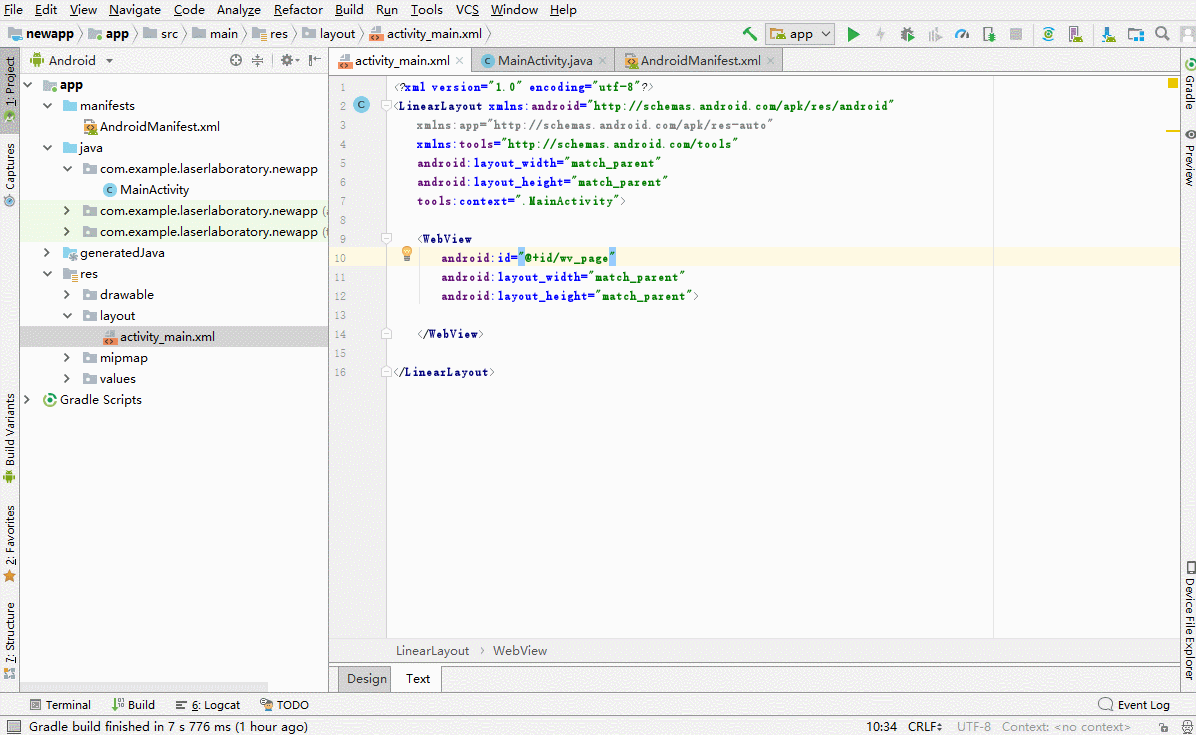 File Edit View Navigate Code Analyze Refactor Build Run Tools VCS Window Help
newapp app src main res layout activity_main.xml app
1: Project
Captures
Build Variants
2: Favorites
7: Structure
Android
app
manifests
AndroidManifest.xml
java
com.example.laserlaboratory.newapp
MainActivity
com.example.laserlaboratory.newapp
com.example.laserlaboratory.newapp
generatedJava
res
drawable
layout
activity_main.xml
mipmap
values
Gradle Scripts
activity_main.xml MainActivity.java AndroidManifest.xml
1 <?xml version="1.0" encoding="utf-8"?>
2 <LinearLayout xmlns:android="http://schemas.android.com/apk/res/android"
3 xmlns:app="http://schemas.android.com/apk/res-auto"
4 xmlns:tools="http://schemas.android.com/tools"
5 android:layout_width="match_parent"
6 android:layout_height="match_parent"
7 tools:context=".MainActivity">
8
9 <WebView
10 android:id="@+id/wv_page"
11 android:layout_width="match_parent"
12 android:layout_height="match_parent">
13
14 </WebView>
15
16 </LinearLayout>
LinearLayout WebView
Design Text
Gradle
Preview
Device File Explorer
Terminal Build 6: Logcat TODO Event Log
Gradle build finished in 7 s 776 ms (1 hour ago) 10:34 CRLF UTF-8 Context: <no context>